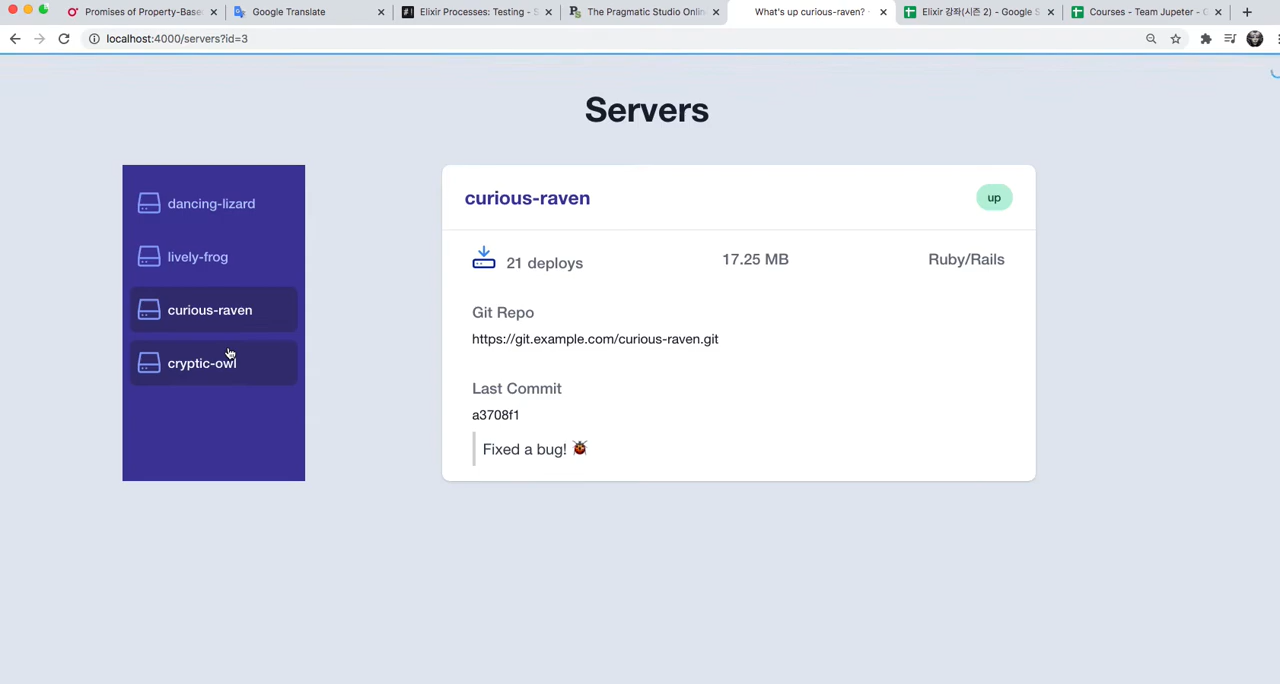 Promises of Property-Base
Google Translate
Elixir Processes: Testing - S
The Pragmatic Studio Onlin
What's up curious-raven? ·
Elixir 강좌(시즌 2) - Google S
Courses - Team Jupeter - G
localhost:4000/servers?id=3
Servers
dancing-lizard
lively-frog
curious-raven
cryptic-owl
curious-raven
up
21 deploys
17.25 MB
Ruby/Rails
Git Repo
https://git.example.com/curious-raven.git
Last Commit
a3708f1
Fixed a bug! 🐞